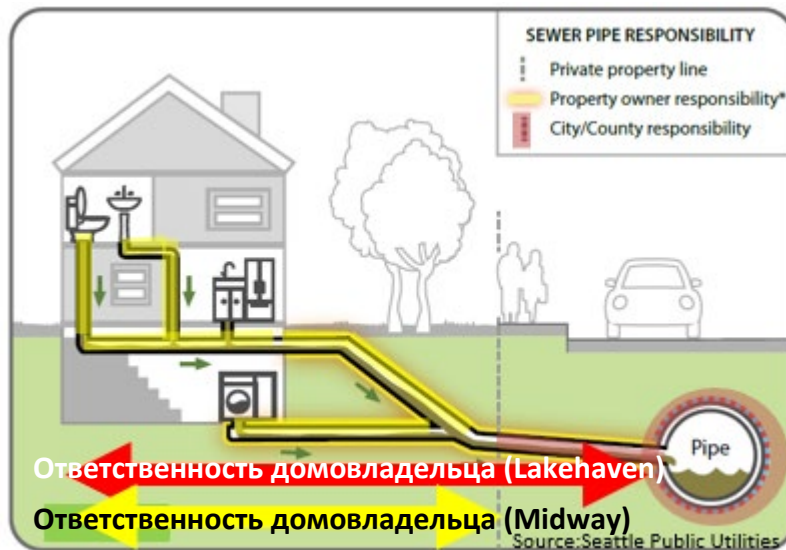 SEWER PIPE RESPONSIBILITY
Private property line
Property owner responsibility*
City/County responsibility
Pipe
Ответственность домовладельца (Lakehaven)
Ответственность домовладельца (Midway)
Source:Seattle Public Utilities